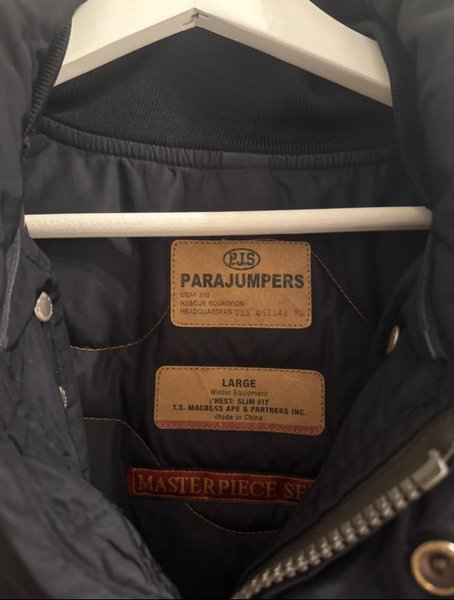 PJS
PARAJUMPERS
USAF 210
RESCUE SQUADRON
HEADQUARTERS
LARGE
Winter Equipment
CHEST: SLIM FIT
T.S. MACROSS APE & PARTNERS INC.
Made in China
MASTERPIECE SE